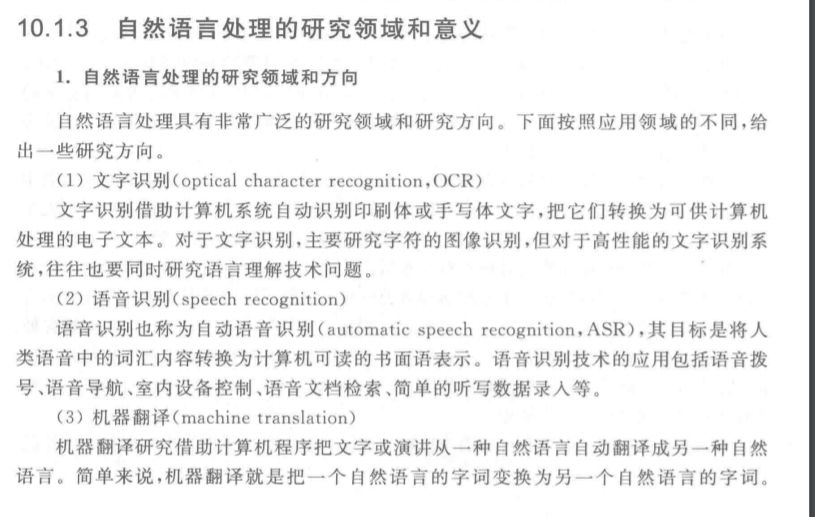 10.1.3 自然语言处理的研究领域和意义
1. 自然语言处理的研究领域和方向
自然语言处理具有非常广泛的研究领域和研究方向。下面按照应用领域的不同,给
出一些研究方向。
(1) 文字识别(optical character recognition,OCR)
文字识别借助计算机系统自动识别印刷体或手写体文字,把它们转换为可供计算机
处理的电子文本。对于文字识别,主要研究字符的图像识别,但对于高性能的文字识别系
统,往往也要同时研究语言理解技术问题。
(2) 语音识别(speech recognition)
语音识别也称为自动语音识别(automatic speech recognition,ASR),其目标是将人
类语音中的词汇内容转换为计算机可读的书面语表示。语音识别技术的应用包括语音拨
号、语音导航、室内设备控制、语音文档检索、简单的听写数据录入等。
(3) 机器翻译(machine translation)
机器翻译研究借助计算机程序把文字或演讲从一种自然语言自动翻译成另一种自然
语言。简单来说,机器翻译就是把一个自然语言的字词变换为另一个自然语言的字词。